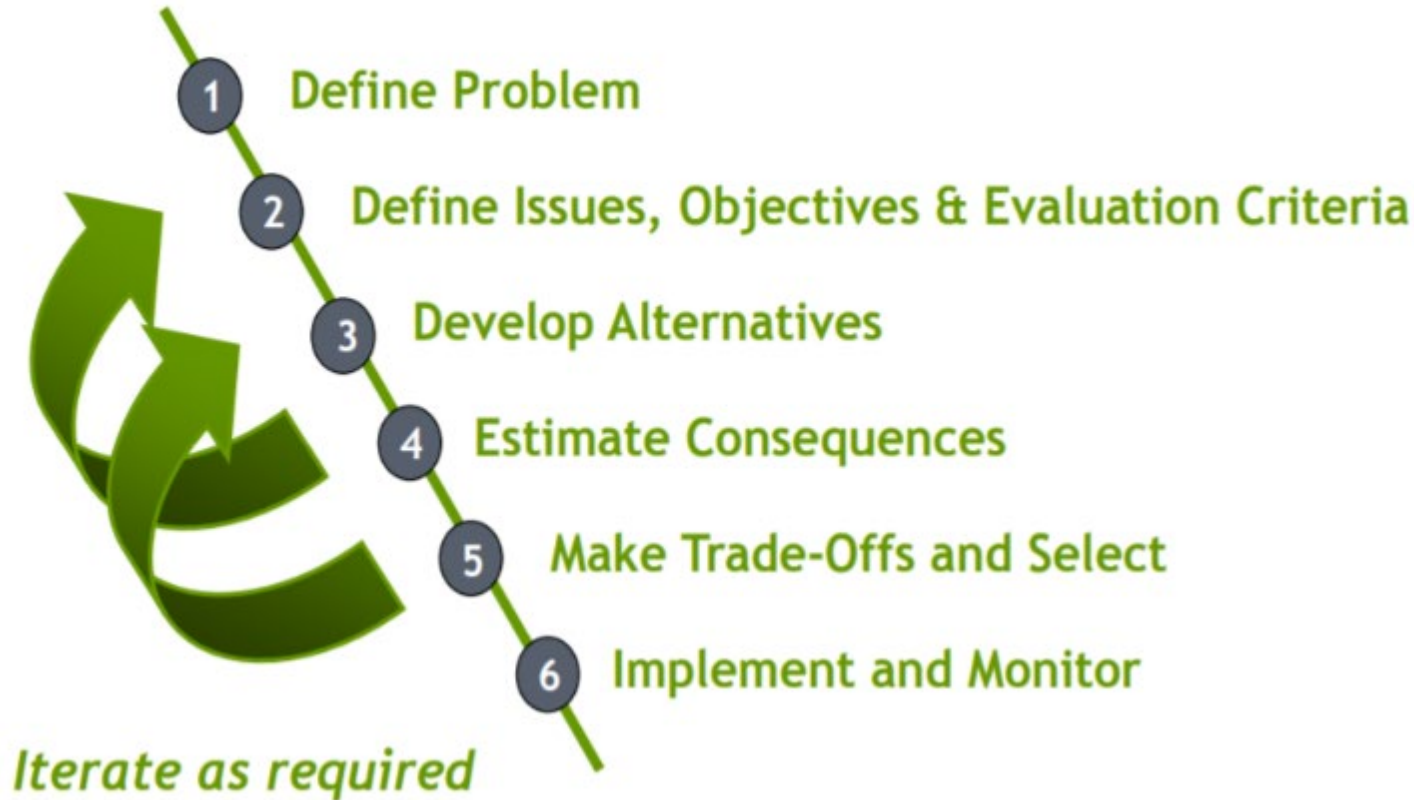 1 Define Problem
2 Define Issues, Objectives & Evaluation Criteria
3 Develop Alternatives
4 Estimate Consequences
5 Make Trade-Offs and Select
6 Implement and Monitor
Iterate as required